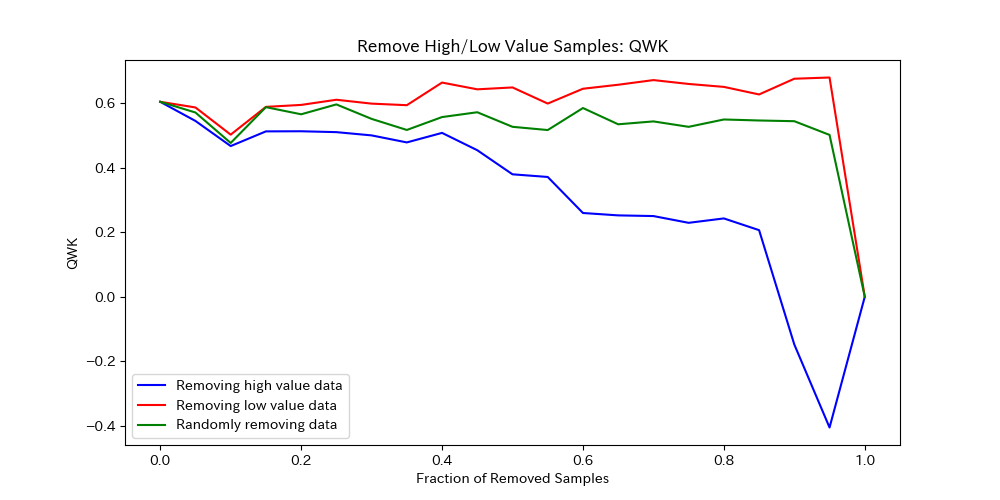 Remove High/Low Value Samples: QWK
QWK
0.6
0.4
0.2
0.0
−0.2
−0.4
Removing high value data
Removing low value data
Randomly removing data
0.0 0.2 0.4 0.6 0.8 1.0
Fraction of Removed Samples